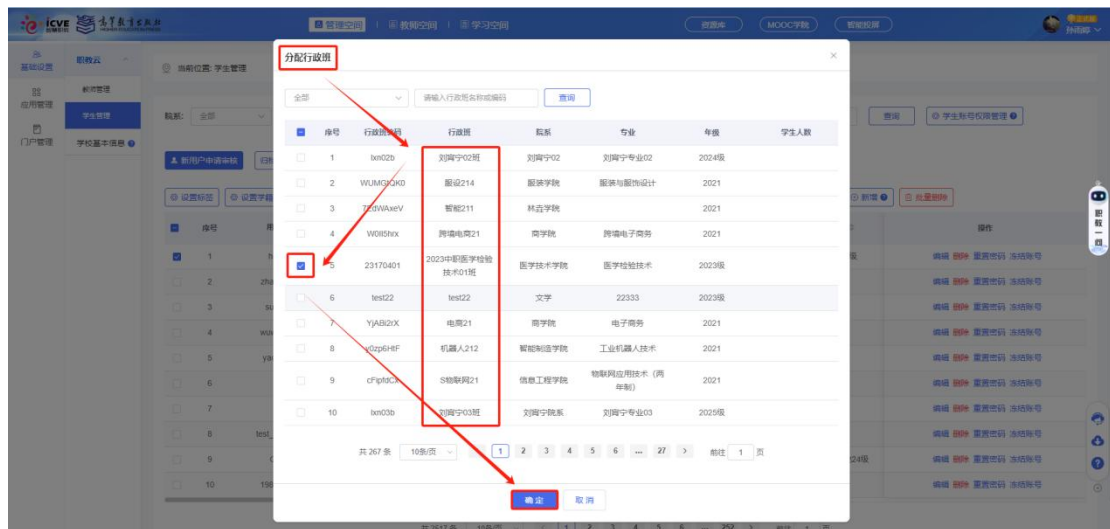 iCVE 高等教育出版社
管理空间 | 教师空间 | 学习空间
资源库 MOOC学院 智能投屏
基础设置
应用管理
门户管理
职教云
教师管理
学生管理
学校基本信息
当前位置: 学生管理
院系: 全部
查询 学生账号权限管理
新用户申请审核
设置标签
新增 批量删除
序号
操作
1 编辑 删除 重置密码 冻结账号
2 编辑 删除 重置密码 冻结账号
3 编辑 删除 重置密码 冻结账号
4 编辑 删除 重置密码 冻结账号
5 编辑 删除 重置密码 冻结账号
6 编辑 删除 重置密码 冻结账号
7 编辑 删除 重置密码 冻结账号
8 编辑 删除 重置密码 冻结账号
9 编辑 删除 重置密码 冻结账号
10 编辑 删除 重置密码 冻结账号
分配行政班
全部 请输入行政班名称或编码 查询
序号 行政班编码 行政班 院系 专业 年级 学生人数
1 lxn02b 刘甯宁02班 刘甯宁02 刘甯宁专业02 2024级
2 服设214 服装学院 服装与服饰设计 2021
3 智能211 林垚学院 2021
4 W085hrx 跨境电商21 商学院 跨境电子商务 2021
5 23170401 2023中职医学检验 医学技术学院 医学检验技术 2023级
技术01班
6 test22 test22 文学 22333 2023级
7 YjABi2rX 电商21 商学院 电子商务 2021
8 y0zp6HtF 机器人212 智能制造学院 工业机器人技术 2021
9 S物联网21 信息工程学院 物联网应用技术(两 2021
年制)
10 lxn03b 刘甯宁03班 刘甯宁院系 刘甯宁专业03 2025级
共 267 条 10条/页 1 2 3 4 5 6 ... 27 > 前往 1 页
确 定 取 消
职教一问